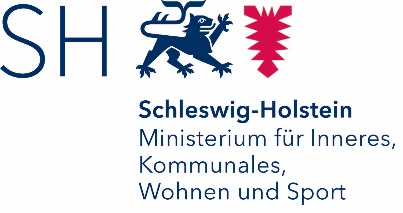 SH
Schleswig-Holstein
Ministerium für Inneres,
Kommunales,
Wohnen und Sport